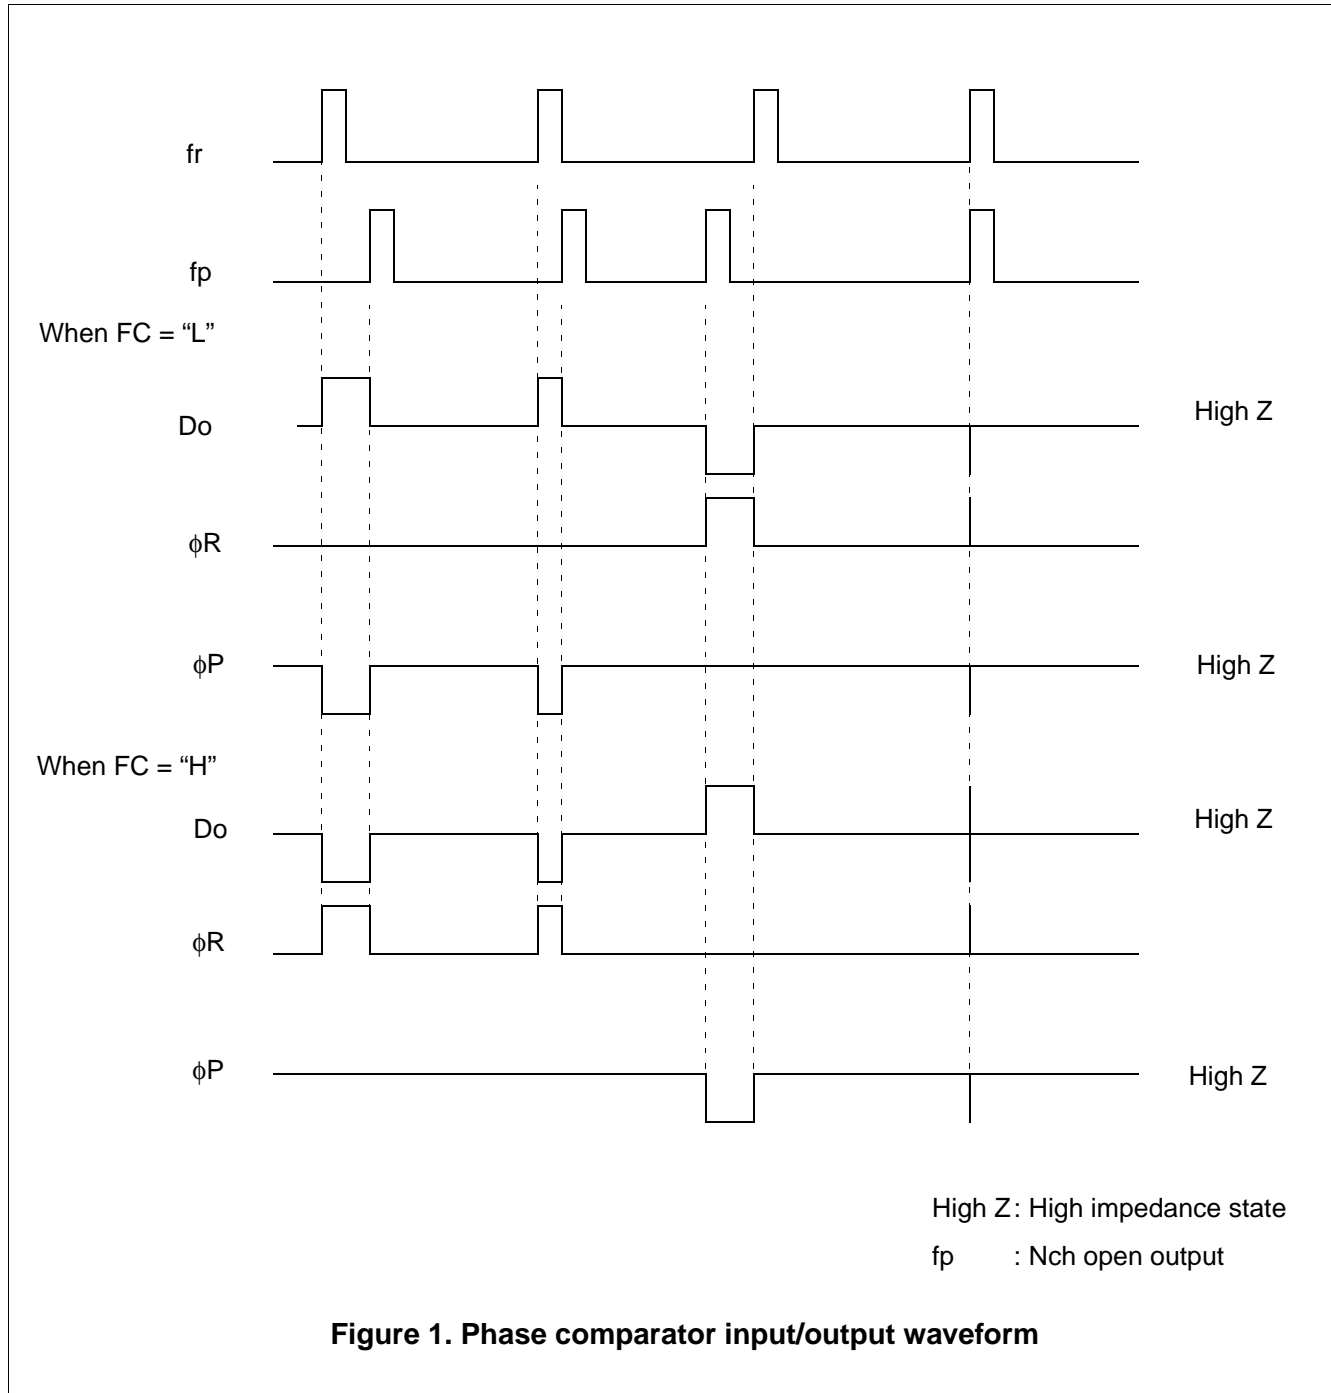 fr
fp
When FC = “L”
Do
High Z
ϕR
ϕP
High Z
When FC = “H”
Do
High Z
ϕR
ϕP
High Z
High Z : High impedance state
fp : Nch open output
Figure 1. Phase comparator input/output waveform